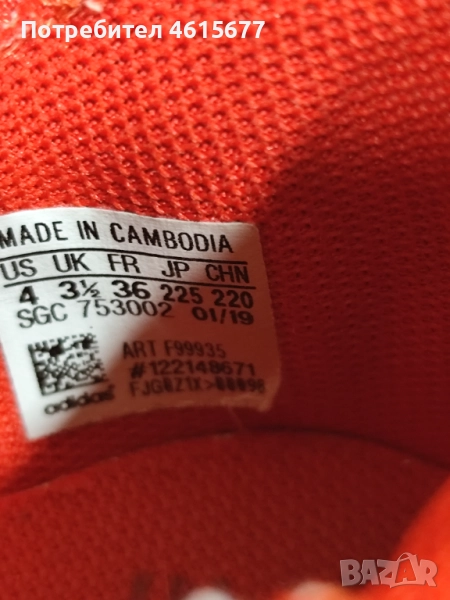 Потребител 4615677
MADE IN CAMBODIA
US UK FR JP CHN
4 3½ 36 225 220
SGC 753002 01/19
ART F99935
#122148671
adidas
BAZAR